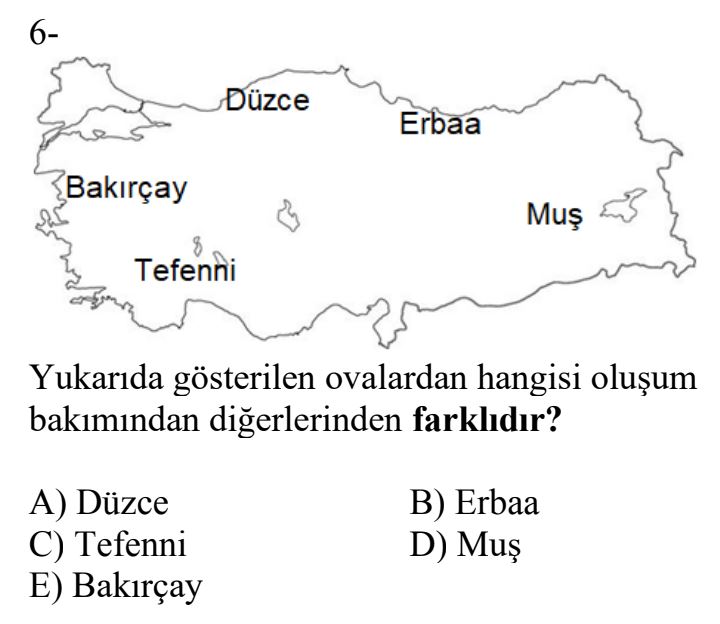 6-
Düzce
Erbaa
Bakırçay
Muş
Tefenni
Yukarıda gösterilen ovalardan hangisi oluşum
bakımından diğerlerinden farklıdır?
A) Düzce B) Erbaa
C) Tefenni D) Muş
E) Bakırçay